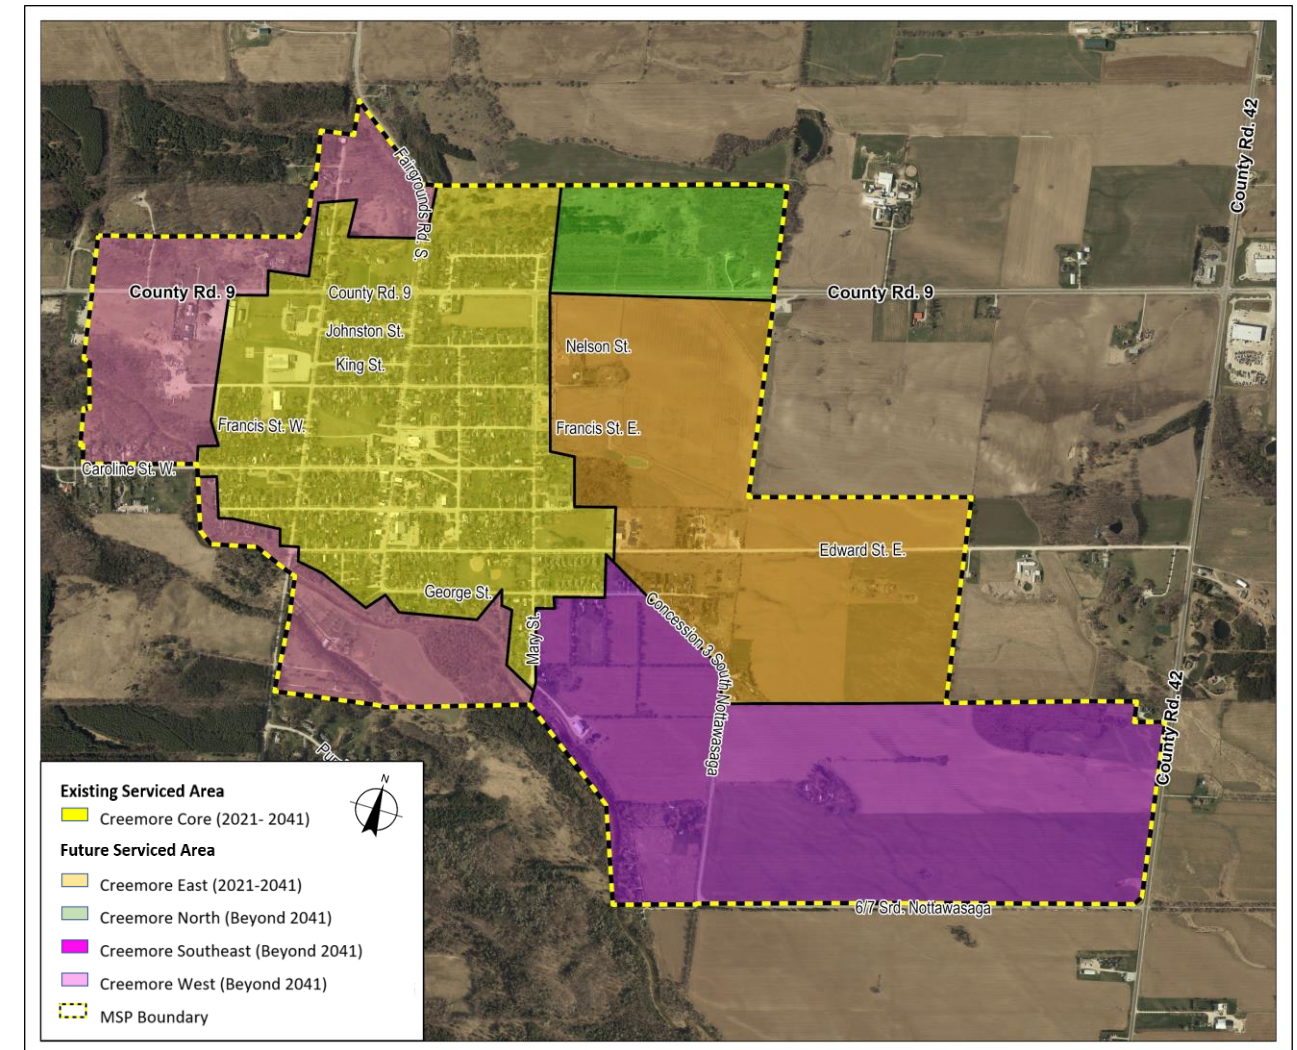 County Rd. 42
Fairgrounds Rd. S.
County Rd. 9
County Rd. 9
County Rd. 9
Johnston St.
King St.
Nelson St.
Francis St. W.
Francis St. E.
Caroline St. W.
Edward St. E.
George St.
Mary St.
Concession 3 South Nottawasaga
County Rd. 42
6/7 Srd. Nottawasaga
N
Existing Serviced Area
Creemore Core (2021- 2041)
Future Serviced Area
Creemore East (2021-2041)
Creemore North (Beyond 2041)
Creemore Southeast (Beyond 2041)
Creemore West (Beyond 2041)
MSP Boundary